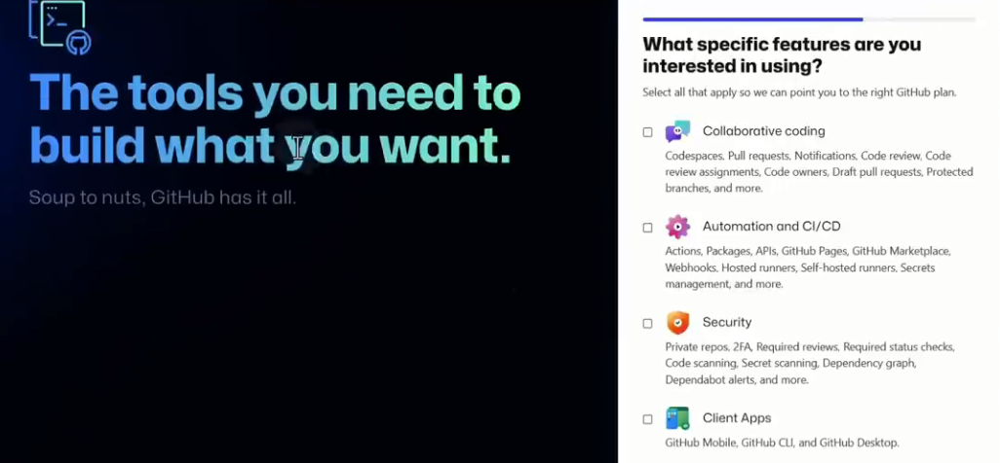 The tools you need to
build what you want.
Soup to nuts, GitHub has it all.
What specific features are you
interested in using?
Select all that apply so we can point you to the right GitHub plan.
Collaborative coding
Codespaces, Pull requests, Notifications, Code review, Code
review assignments, Code owners, Draft pull requests, Protected
branches, and more.
Automation and CI/CD
Actions, Packages, APIs, GitHub Pages, GitHub Marketplace,
Webhooks, Hosted runners, Self-hosted runners, Secrets
management, and more.
Security
Private repos, 2FA, Required reviews, Required status checks,
Code scanning, Secret scanning, Dependency graph,
Dependabot alerts, and more.
Client Apps
GitHub Mobile, GitHub CLI, and GitHub Desktop.